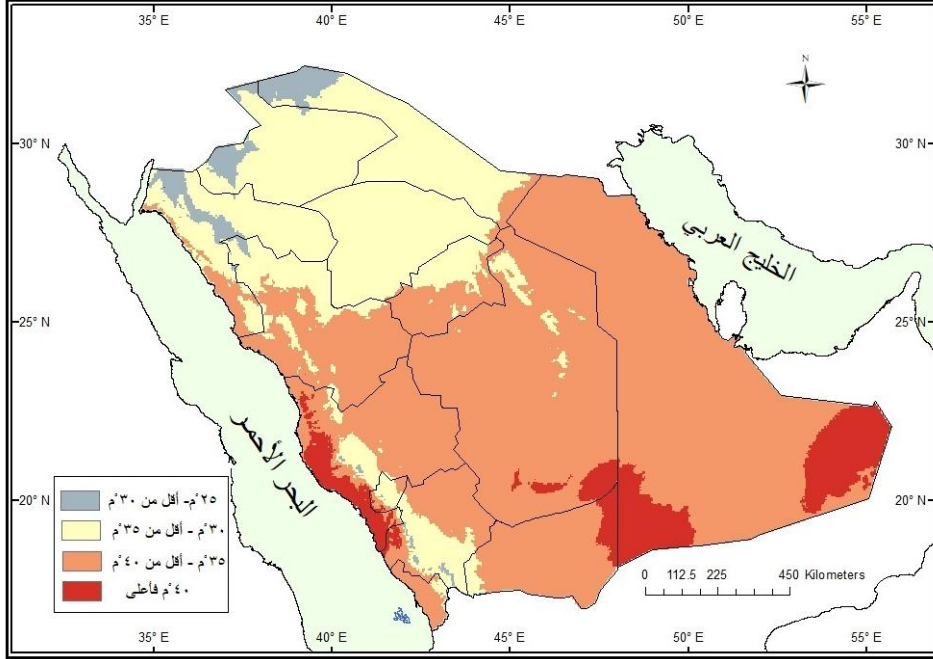 35° E
40° E
45° E
50° E
55° E
N
30° N
30° N
25° N
25° N
20° N
20° N
الخليج العربي
البحر الأحمر
٢٥°م- أقل من ٣٠°م
٣٠°م - أقل من ٣٥°م
٣٥°م - أقل من ٤٠°م
٤٠°م فأعلى
0 112.5 225 450 Kilometers
35° E
40° E
45° E
50° E
55° E